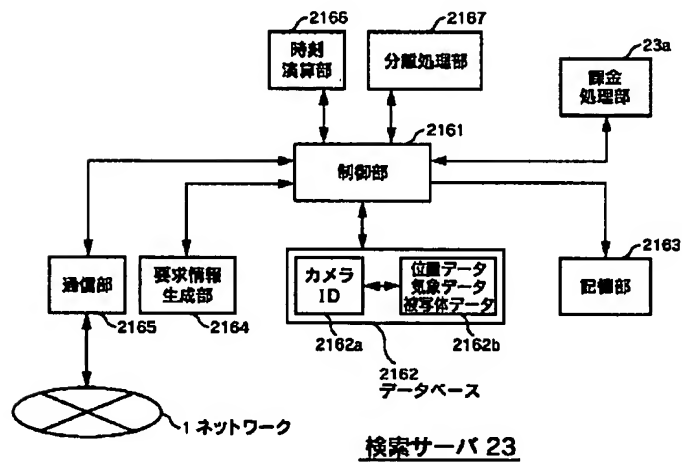 2166
2167
時刻
演算部
分離処理部
23a
課金
処理部
2161
制御部
2163
通信部
要求情報
生成部
カメラ
ID
位置データ
気象データ
被写体データ
記憶部
2165
2164
2162a
2162b
2162
データベース
1 ネットワーク
検索サーバ 23